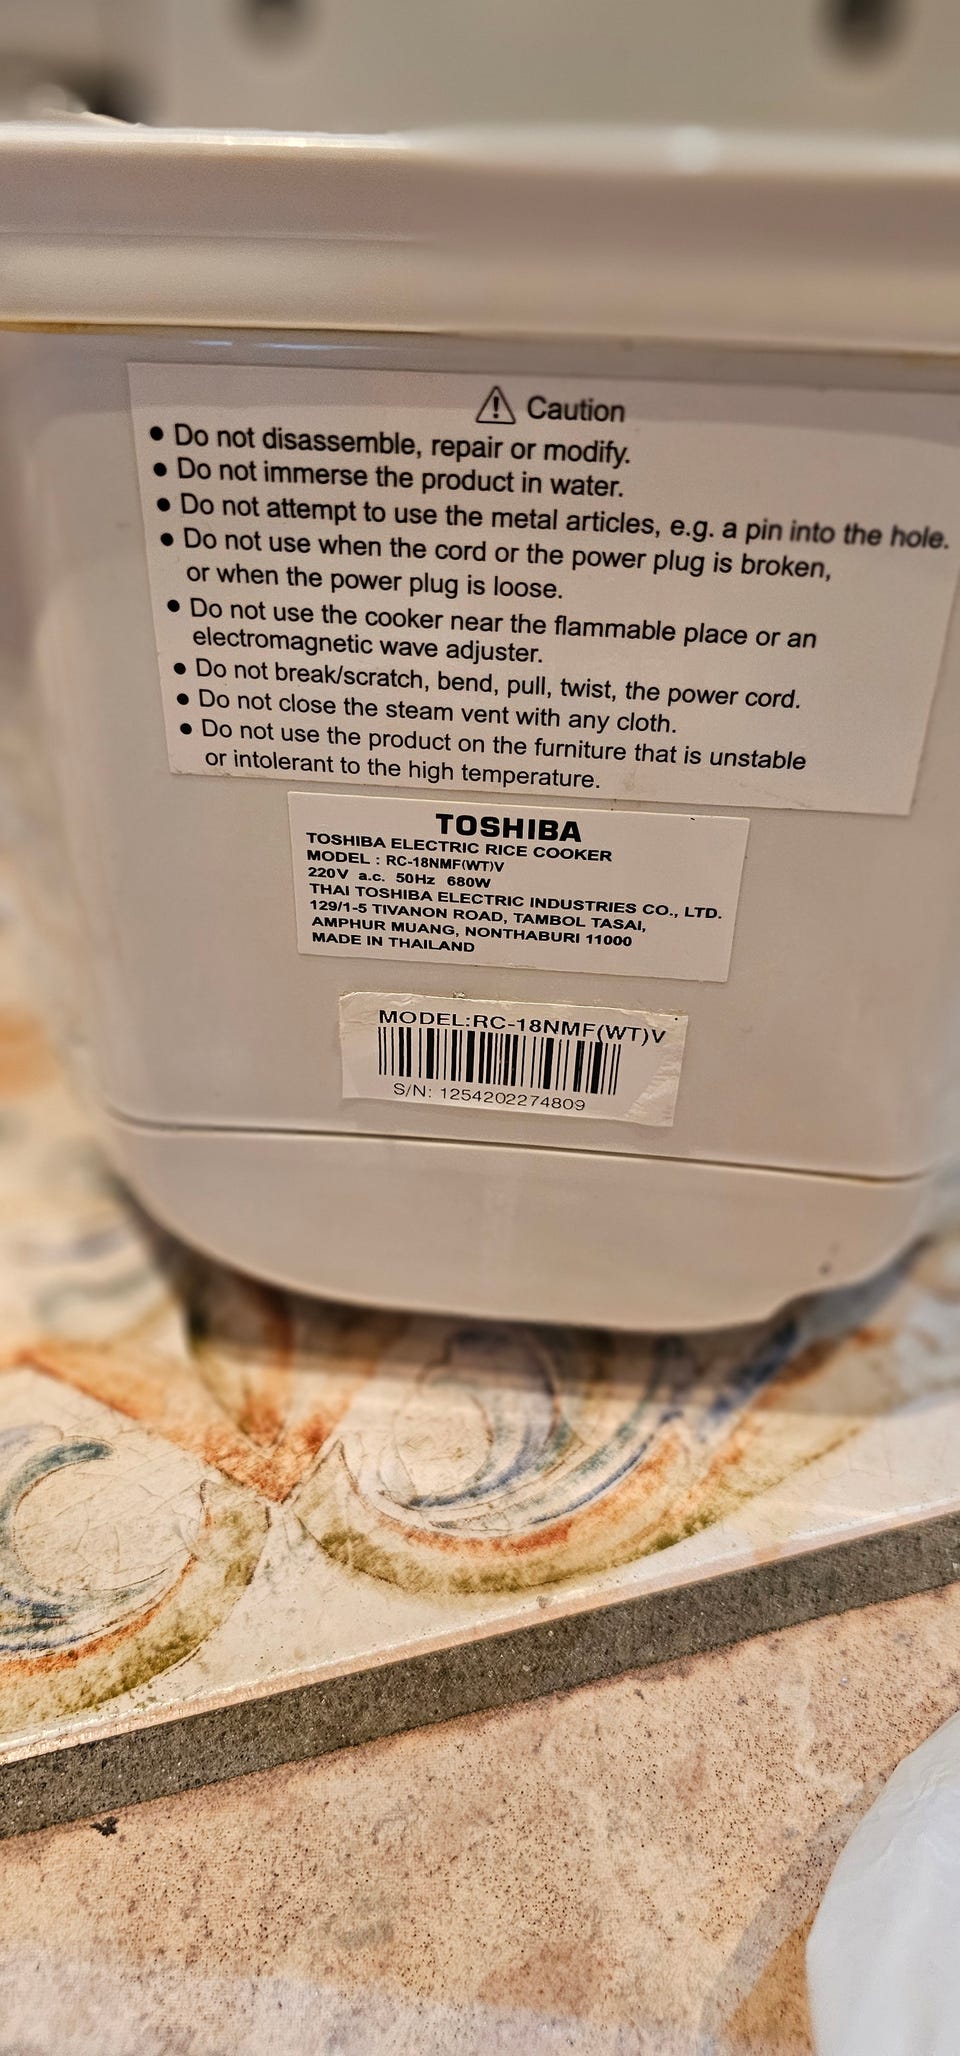 Caution
● Do not disassemble, repair or modify.
● Do not immerse the product in water.
● Do not attempt to use the metal articles, e.g. a pin into the hole.
● Do not use when the cord or the power plug is broken,
or when the power plug is loose.
● Do not use the cooker near the flammable place or an
electromagnetic wave adjuster.
● Do not break/scratch, bend, pull, twist, the power cord.
● Do not close the steam vent with any cloth.
● Do not use the product on the furniture that is unstable
or intolerant to the high temperature.
TOSHIBA
TOSHIBA ELECTRIC RICE COOKER
MODEL : RC-18NMF(WT)V
220V a.c. 50Hz 680W
THAI TOSHIBA ELECTRIC INDUSTRIES CO., LTD.
129/1-5 TIVANON ROAD, TAMBOL TASAI,
AMPHUR MUANG, NONTHABURI 11000
MADE IN THAILAND
MODEL:RC-18NMF(WT)V
S/N: 1254202274809